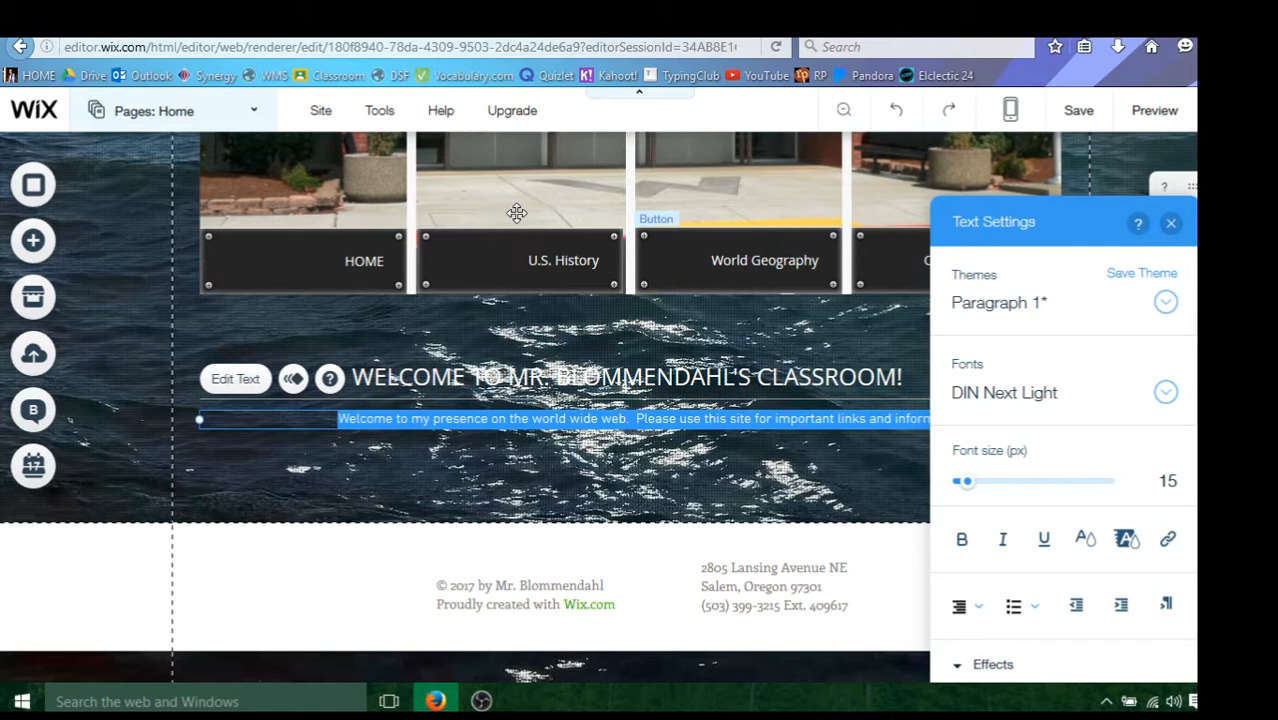 editor.wix.com/html/editor/web/renderer/edit/180f8940-78da-4309-9503-2dc4a24de6a9?editorSessionId=34AB8E1
Search
HOME Drive Outlook Synergy WMS Classroom DSF Vocabulary.com Quizlet Kahoot! TypingClub YouTube RP Pandora Elclectic 24
WiX Pages: Home Site Tools Help Upgrade Save Preview
Button
HOME U.S. History World Geography
Edit Text WELCOME TO MR. BLOMMENDAHL'S CLASSROOM!
Welcome to my presence on the world wide web. Please use this site for important links and inform
© 2017 by Mr. Blommendahl
Proudly created with Wix.com
2805 Lansing Avenue NE
Salem, Oregon 97301
(503) 399-3215 Ext. 409617
Text Settings ?
Themes Save Theme
Paragraph 1*
Fonts
DIN Next Light
Font size (px)
15
B I U
Effects
Search the web and Windows